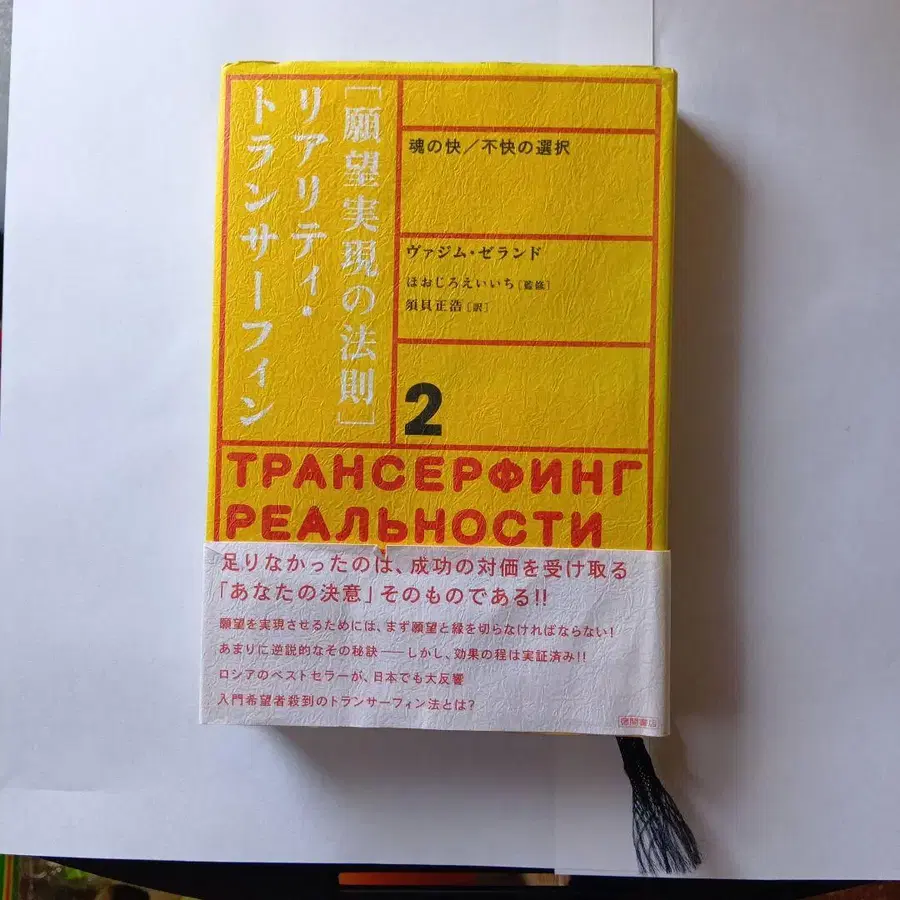 [願望実現の法則]
リアリティ・
トランサーフィン
魂の快／不快の選択
ヴァジム・ゼランド
ほおじろえいいち[監修]
須貝正浩[訳]
2
ТРАНСЕРФИНГ
РЕАЛЬНОСТИ
足りなかったのは、成功の対価を受け取る
「あなたの決意」そのものである!!
願望を実現させるためには、まず願望と縁を切らなければならない!
あまりに逆説的なその秘訣——しかし、効果の程は実証済み!!
ロシアのベストセラーが、日本でも大反響
入門希望者殺到のトランサーフィン法とは?
徳間書店